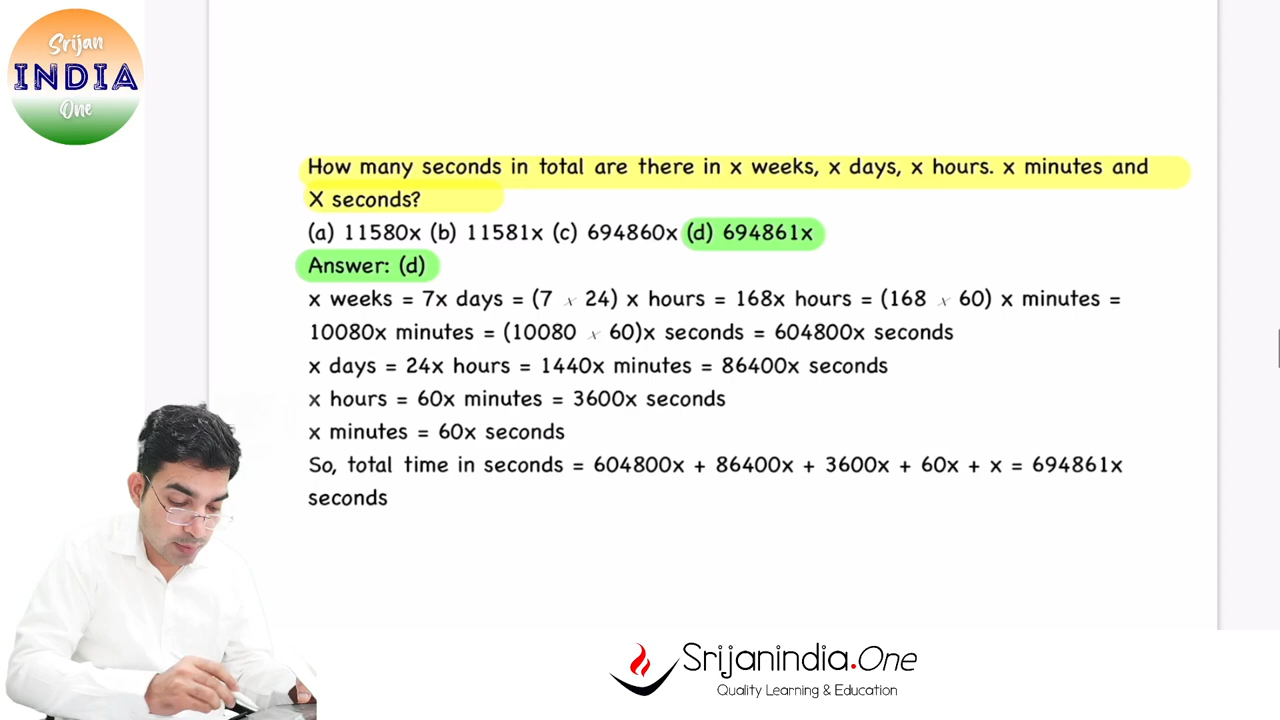 Srijan
INDIA
One
How many seconds in total are there in x weeks, x days, x hours. x minutes and
X seconds?
(a) 11580x (b) 11581x (c) 694860x (d) 694861x
Answer: (d)
x weeks = 7x days = (7 x 24) x hours = 168x hours = (168 x 60) x minutes =
10080x minutes = (10080 x 60)x seconds = 604800x seconds
x days = 24x hours = 1440x minutes = 86400x seconds
x hours = 60x minutes = 3600x seconds
x minutes = 60x seconds
So, total time in seconds = 604800x + 86400x + 3600x + 60x + x = 694861x
seconds
Srijanindia.One
Quality Learning & Education